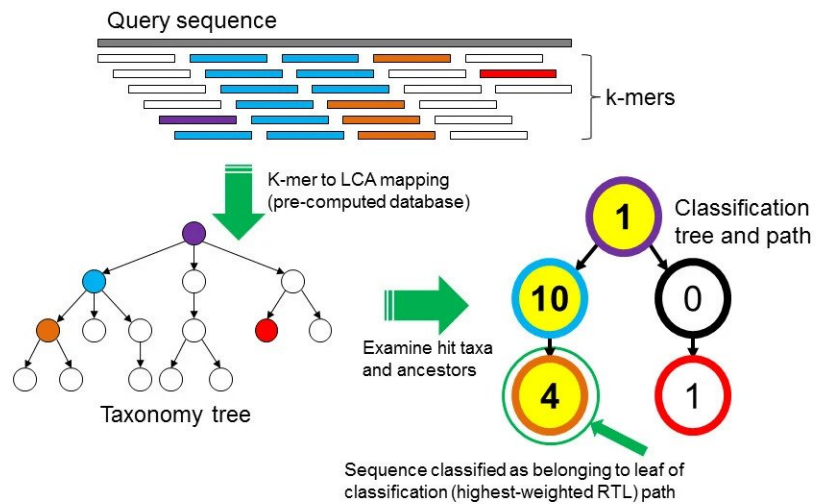 Query sequence
k-mers
K-mer to LCA mapping
(pre-computed database)
Taxonomy tree
Examine hit taxa
and ancestors
Classification
tree and path
1
10
0
4
1
Sequence classified as belonging to leaf of
classification (highest-weighted RTL) path